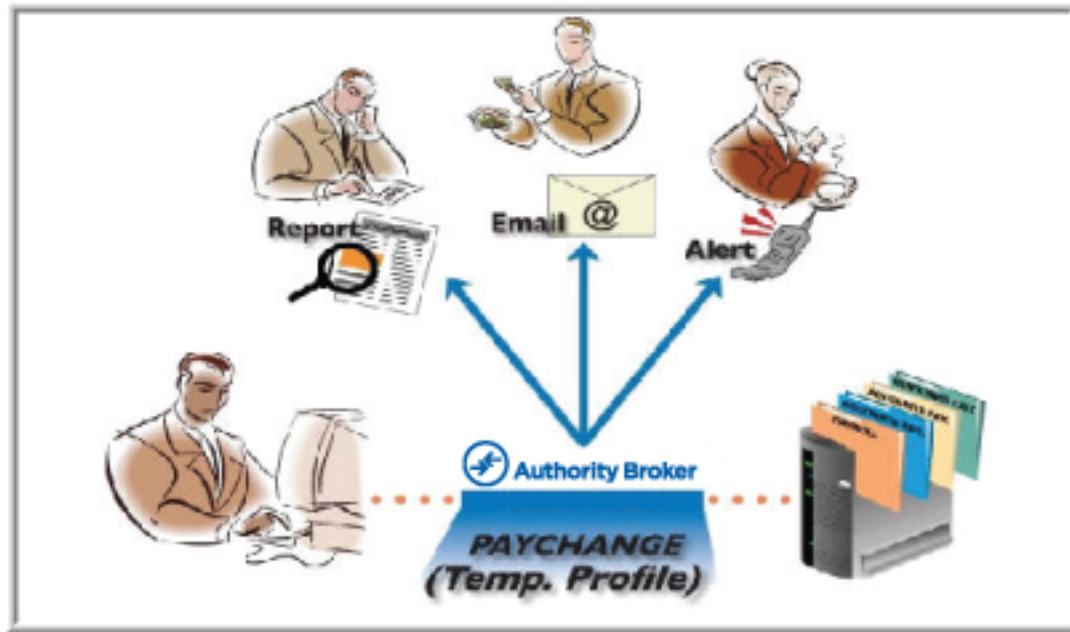 Report
Email
@
Alert
Authority Broker
PAYCHANGE
(Temp. Profile)